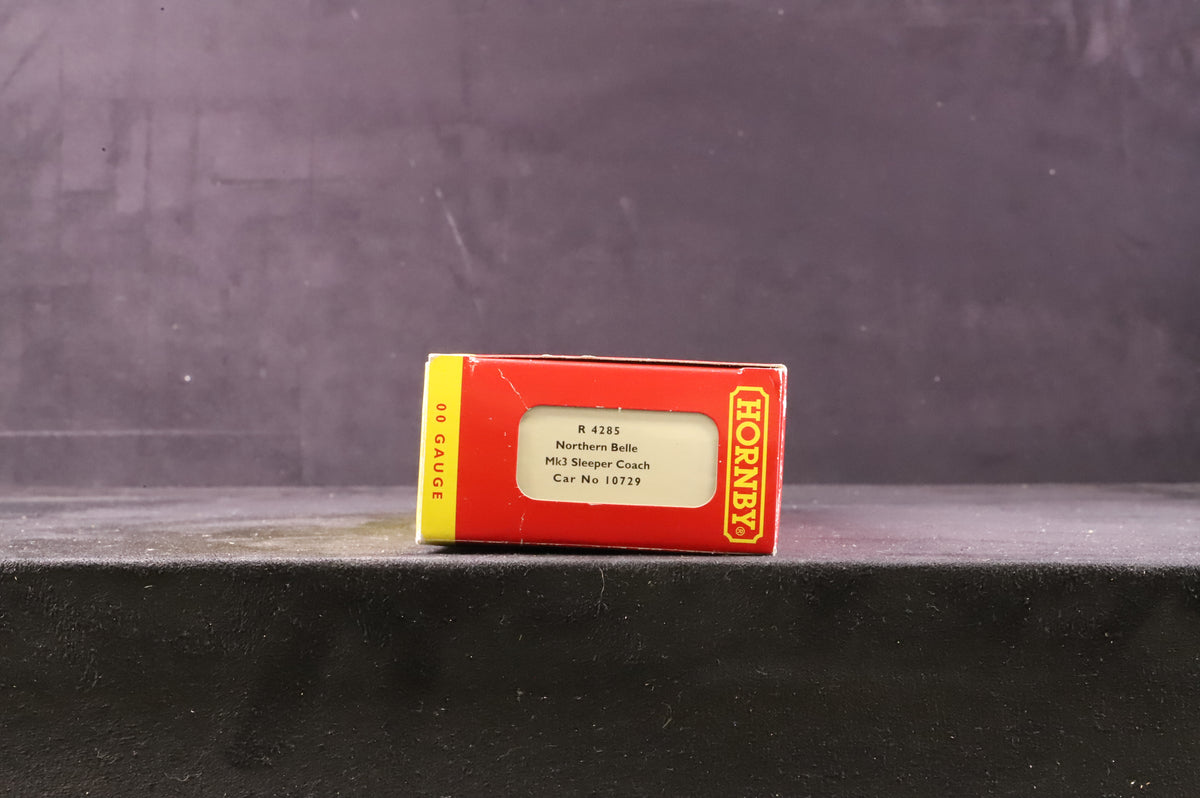 00 GAUGE
R 4285
Northern Belle
Mk3 Sleeper Coach
Car No 10729
HORNBY®